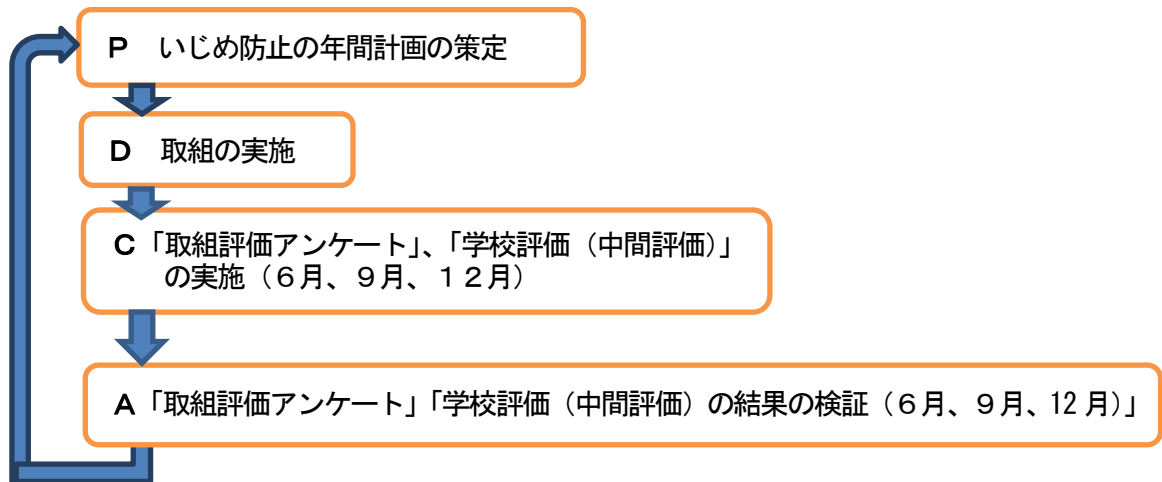 P いじめ防止の年間計画の策定
D 取組の実施
C「取組評価アンケート」、「学校評価（中間評価）」
の実施（６月、９月、１２月）
A「取組評価アンケート」「学校評価（中間評価）の結果の検証（６月、９月、12月）」